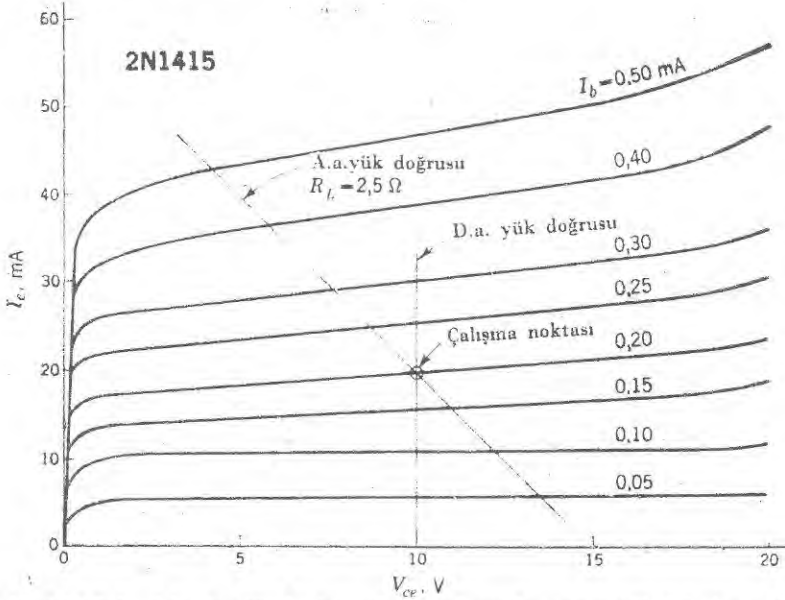 60
50
40
30
20
10
0
I_c, mA
2N1415
I_b=0.50 mA
A.a.yük doğrusu
R_L=2,5 Ω
0,40
D.a. yük doğrusu
0,30
0,25
Çalışma noktası
0,20
0,15
0,10
0,05
0
5
10
15
20
V_ce, V